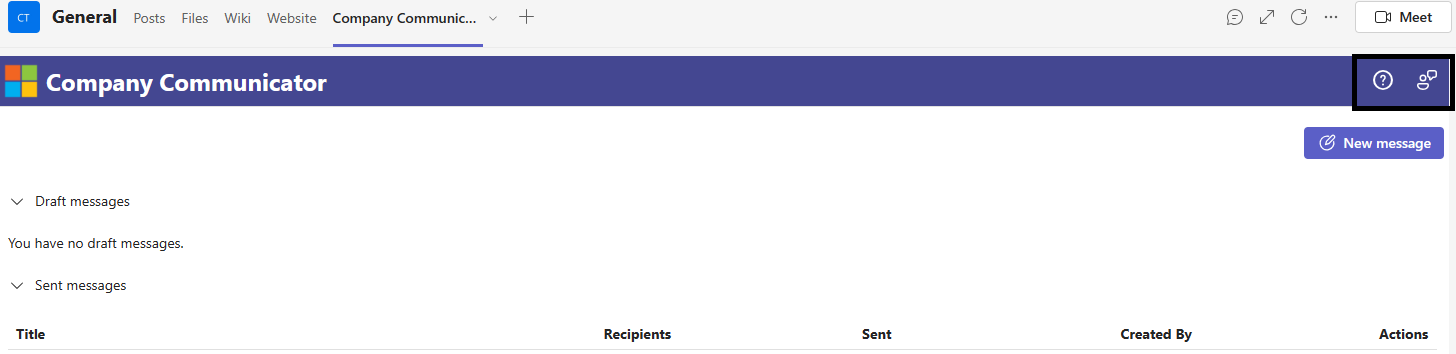 CT General Posts Files Wiki Website Company Communic... Meet
Company Communicator
New message
Draft messages
You have no draft messages.
Sent messages
Title Recipients Sent Created By Actions